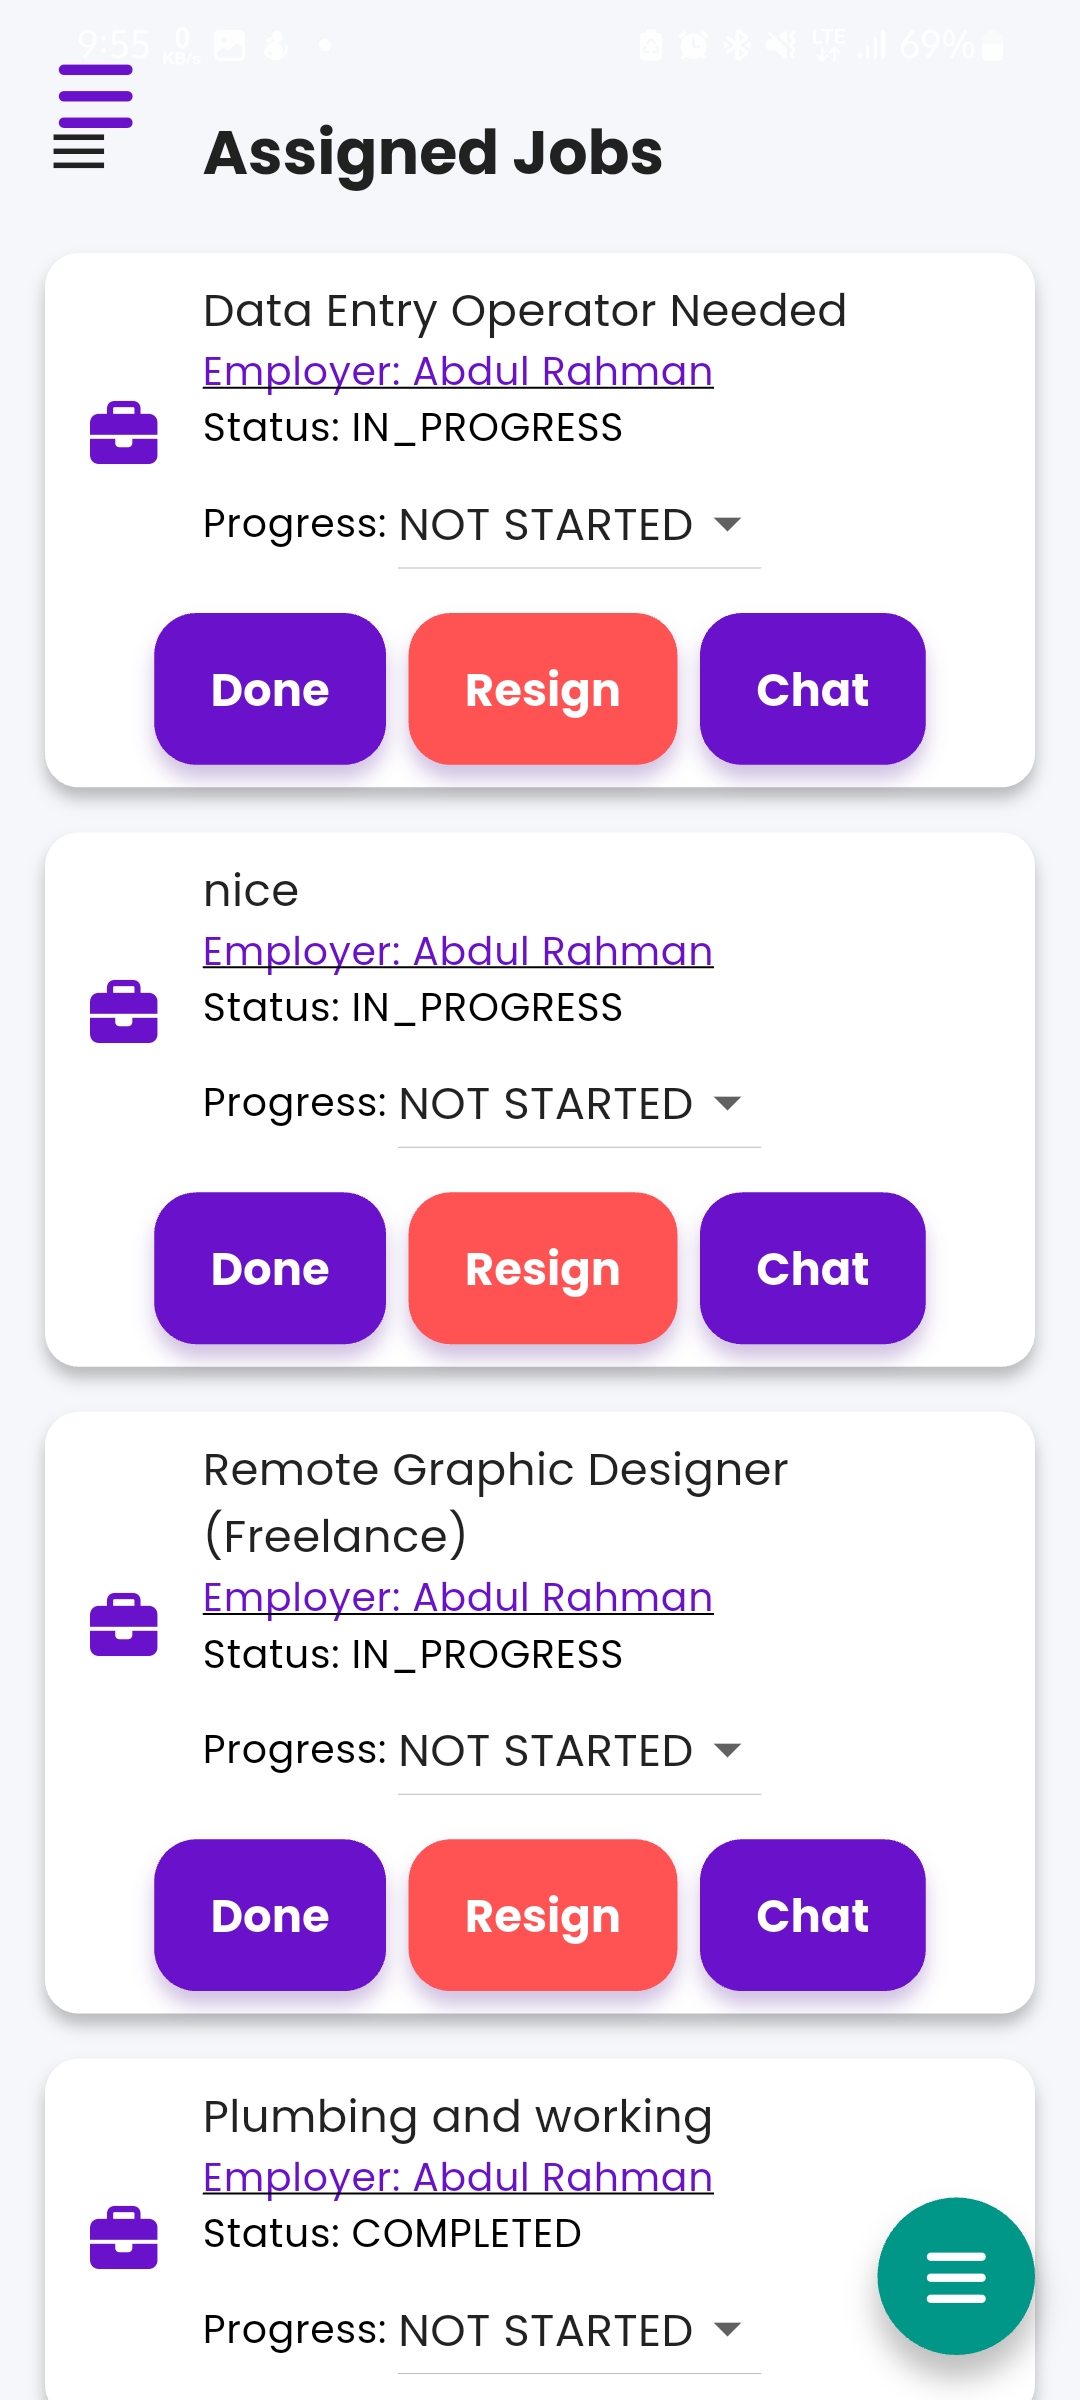 9:55 0 KB/s LTE 69%
Assigned Jobs
Data Entry Operator Needed
Employer: Abdul Rahman
Status: IN_PROGRESS
Progress: NOT STARTED
Done Resign Chat
nice
Employer: Abdul Rahman
Status: IN_PROGRESS
Progress: NOT STARTED
Done Resign Chat
Remote Graphic Designer
(Freelance)
Employer: Abdul Rahman
Status: IN_PROGRESS
Progress: NOT STARTED
Done Resign Chat
Plumbing and working
Employer: Abdul Rahman
Status: COMPLETED
Progress: NOT STARTED